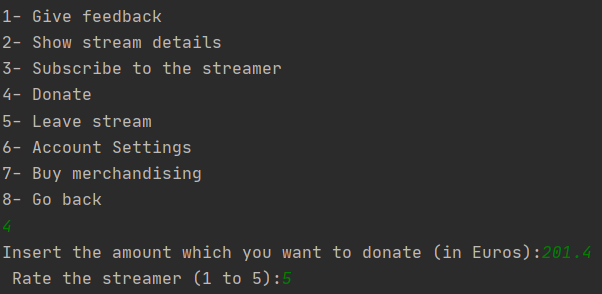 1- Give feedback
2- Show stream details
3- Subscribe to the streamer
4- Donate
5- Leave stream
6- Account Settings
7- Buy merchandising
8- Go back
4
Insert the amount which you want to donate (in Euros):201.4
 Rate the streamer (1 to 5):5